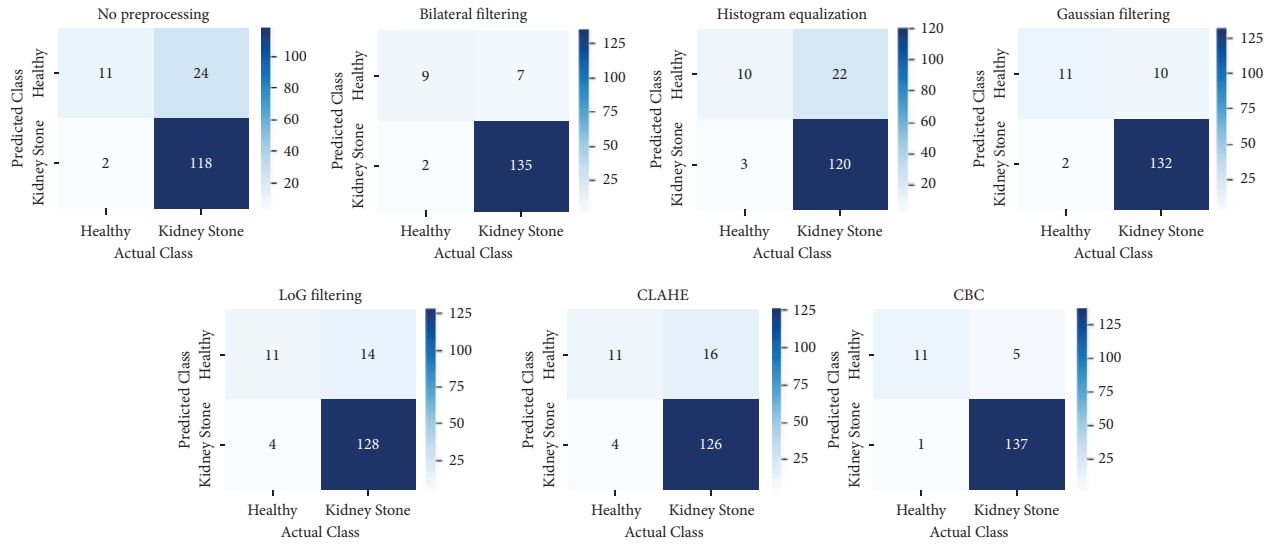 No preprocessing
Predicted Class
Healthy
Kidney Stone
11 24
2 118
100
80
60
40
20
Healthy Kidney Stone
Actual Class
Bilateral filtering
Predicted Class
Healthy
Kidney Stone
9 7
2 135
125
100
75
50
25
Healthy Kidney Stone
Actual Class
Histogram equalization
Predicted Class
Healthy
Kidney Stone
10 22
3 120
120
100
80
60
40
20
Healthy Kidney Stone
Actual Class
Gaussian filtering
Predicted Class
Healthy
Kidney Stone
11 10
2 132
125
100
75
50
25
Healthy Kidney Stone
Actual Class
LoG filtering
Predicted Class
Healthy
Kidney Stone
11 14
4 128
125
100
75
50
25
Healthy Kidney Stone
Actual Class
CLAHE
Predicted Class
Healthy
Kidney Stone
11 16
4 126
125
100
75
50
25
Healthy Kidney Stone
Actual Class
CBC
Predicted Class
Healthy
Kidney Stone
11 5
1 137
125
100
75
50
25
Healthy Kidney Stone
Actual Class